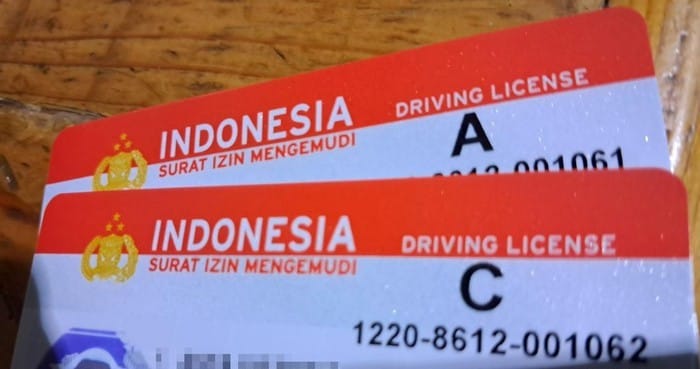 INDONESIA
DRIVING LICENSE
SURAT IZIN MENGEMUDI
A
001061
INDONESIA
DRIVING LICENSE
SURAT IZIN MENGEMUDI
C
1220-8612-001062